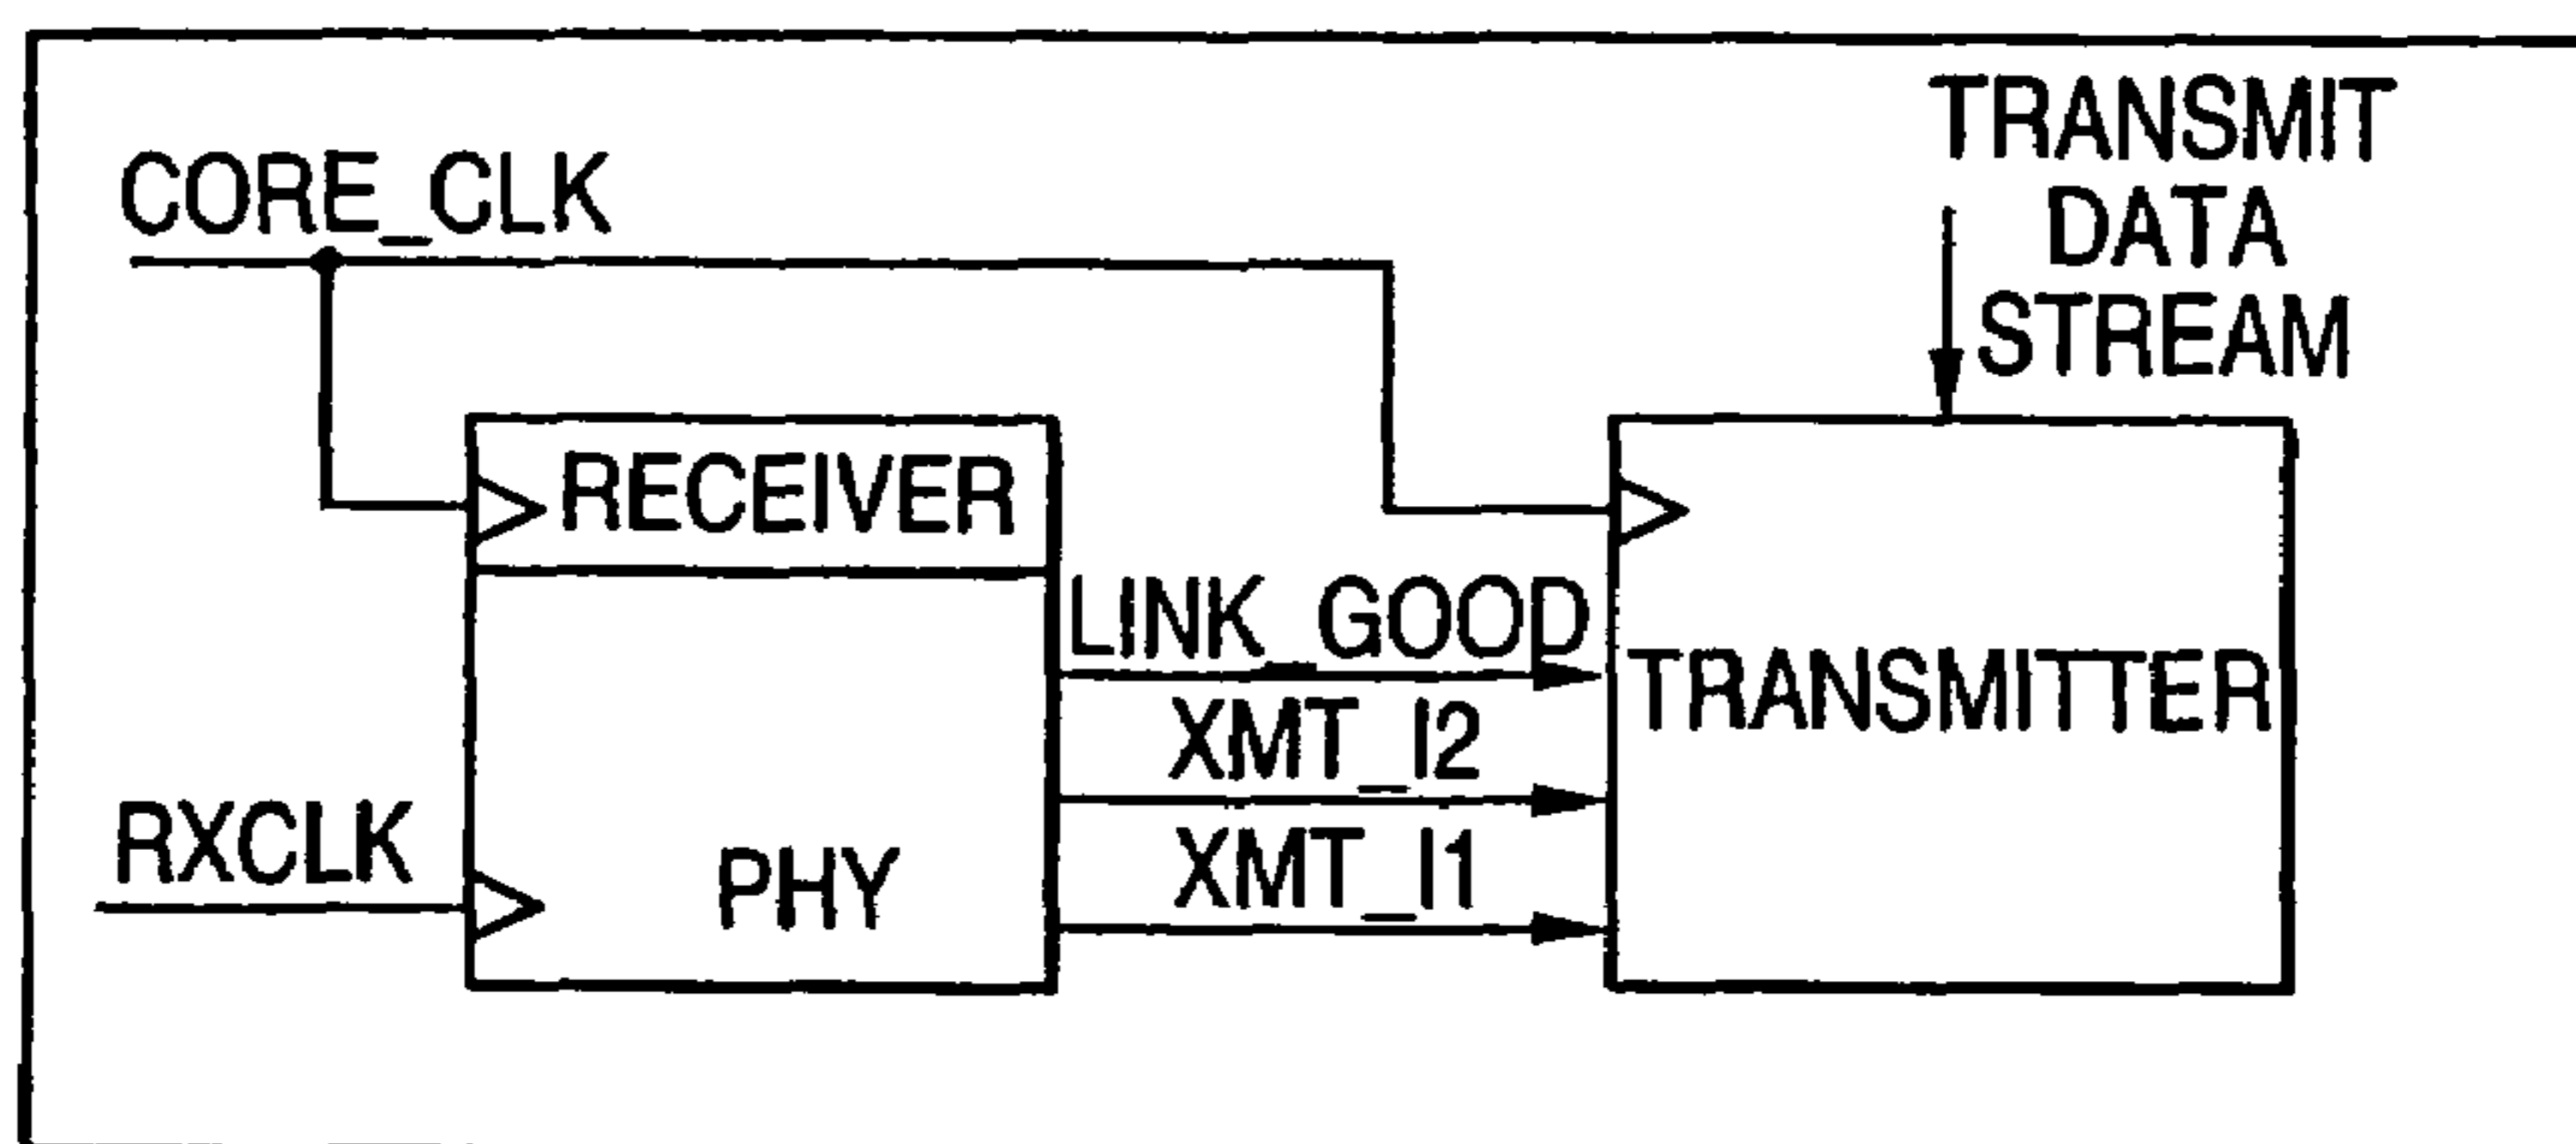 TRANSMIT
DATA
STREAM
CORE_CLK
RECEIVER
LINK_GOOD
TRANSMITTER
XMT_I2
RXCLK
PHY
XMT_I1